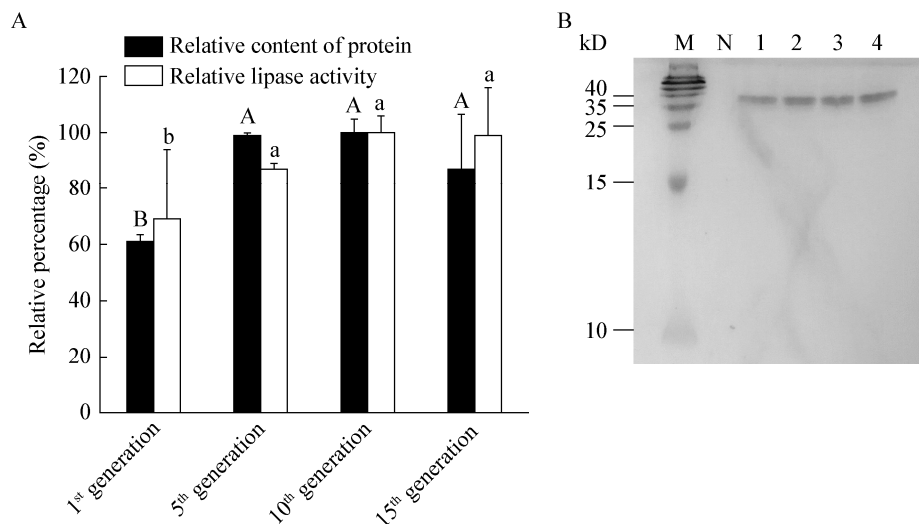 A
Relative content of protein
Relative lipase activity
Relative percentage (%)
120
100
80
60
40
20
0
B
b
A
a
A
a
A
a
1st generation
5th generation
10th generation
15th generation
B
kD
M N 1 2 3 4
40
35
25
15
10